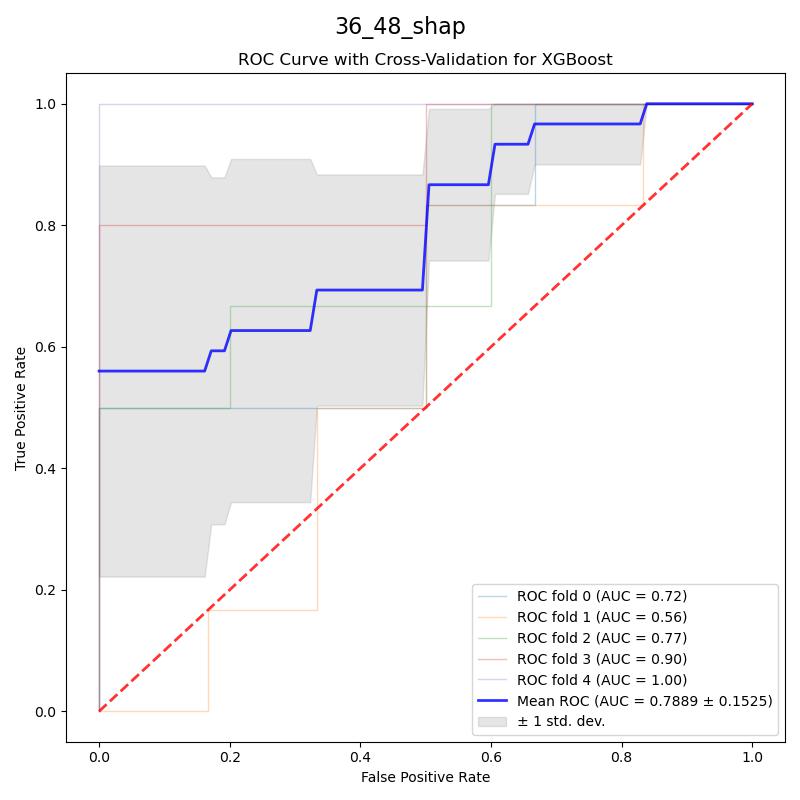 36_48_shap
ROC Curve with Cross-Validation for XGBoost
True Positive Rate
1.0
0.8
0.6
0.4
0.2
0.0
ROC fold 0 (AUC = 0.72)
ROC fold 1 (AUC = 0.56)
ROC fold 2 (AUC = 0.77)
ROC fold 3 (AUC = 0.90)
ROC fold 4 (AUC = 1.00)
Mean ROC (AUC = 0.7889 ± 0.1525)
± 1 std. dev.
0.0 0.2 0.4 0.6 0.8 1.0
False Positive Rate